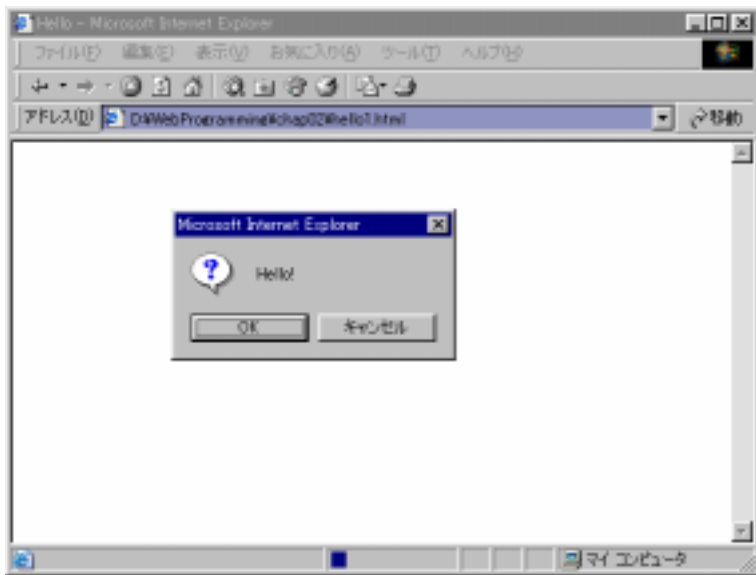 Hello - Microsoft Internet Explorer
ファイル(F) 編集(E) 表示(V) お気に入り(A) ツール(T) ヘルプ(H)
アドレス(D) D:¥WebProgramming¥chap02¥hello1.html 移動
Microsoft Internet Explorer
Hello!
OK キャンセル
マイ コンピュータ